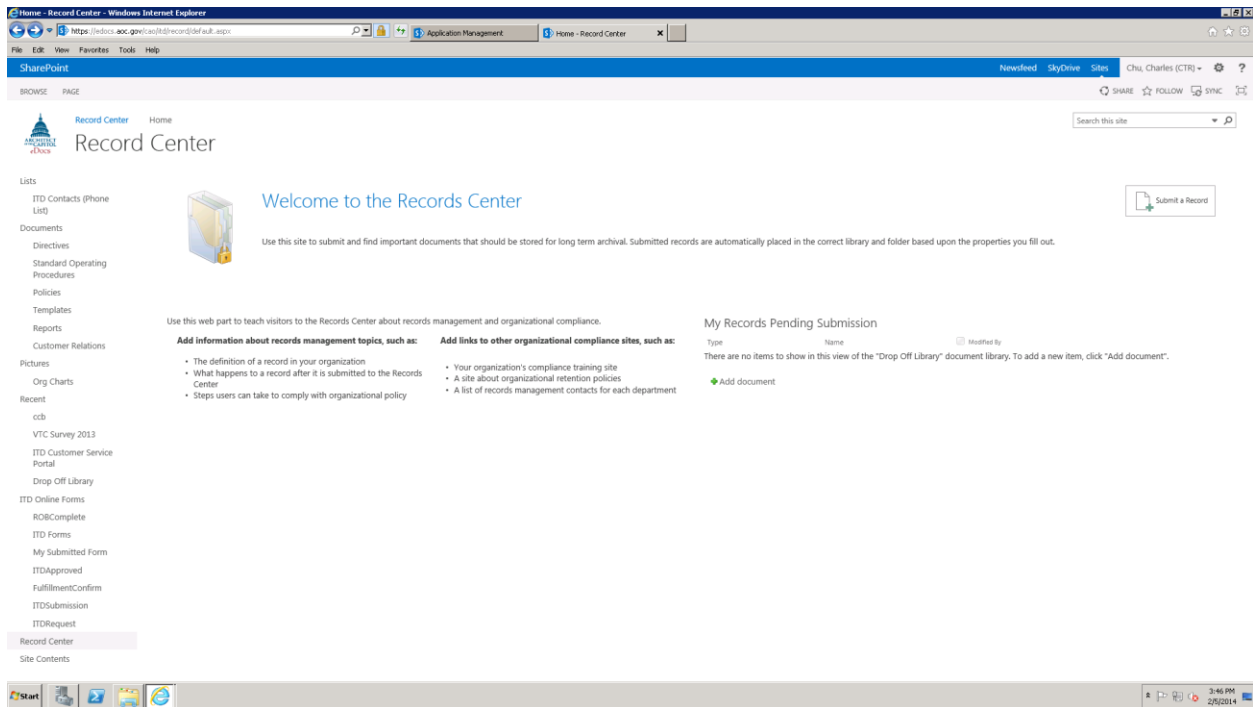 Home - Record Center - Windows Internet Explorer
https://edocs.aoc.gov/cao/itd/record/default.aspx
Application Management
Home - Record Center
File Edit View Favorites Tools Help
SharePoint
Newsfeed SkyDrive Sites Chu, Charles (CTR) ?
BROWSE PAGE
SHARE FOLLOW SYNC
ARCHITECT
OF THE CAPITOL
eDocs
Record Center Home
Record Center
Search this site
Lists
ITD Contacts (Phone
List)
Documents
Directives
Standard Operating
Procedures
Policies
Templates
Reports
Customer Relations
Pictures
Org Charts
Recent
ccb
VTC Survey 2013
ITD Customer Service
Portal
Drop Off Library
ITD Online Forms
ROBComplete
ITD Forms
My Submitted Form
ITDApproved
FulfillmentConfirm
ITDSubmission
ITDRequest
Record Center
Site Contents
Welcome to the Records Center
Submit a Record
Use this site to submit and find important documents that should be stored for long term archival. Submitted records are automatically placed in the correct library and folder based upon the properties you fill out.
Use this web part to teach visitors to the Records Center about records management and organizational compliance.
Add information about records management topics, such as:
• The definition of a record in your organization
• What happens to a record after it is submitted to the Records
Center
• Steps users can take to comply with organizational policy
Add links to other organizational compliance sites, such as:
• Your organization's compliance training site
• A site about organizational retention policies
• A list of records management contacts for each department
My Records Pending Submission
Type Name Modified By
There are no items to show in this view of the "Drop Off Library" document library. To add a new item, click "Add document".
Add document
Start
3:46 PM
2/5/2014